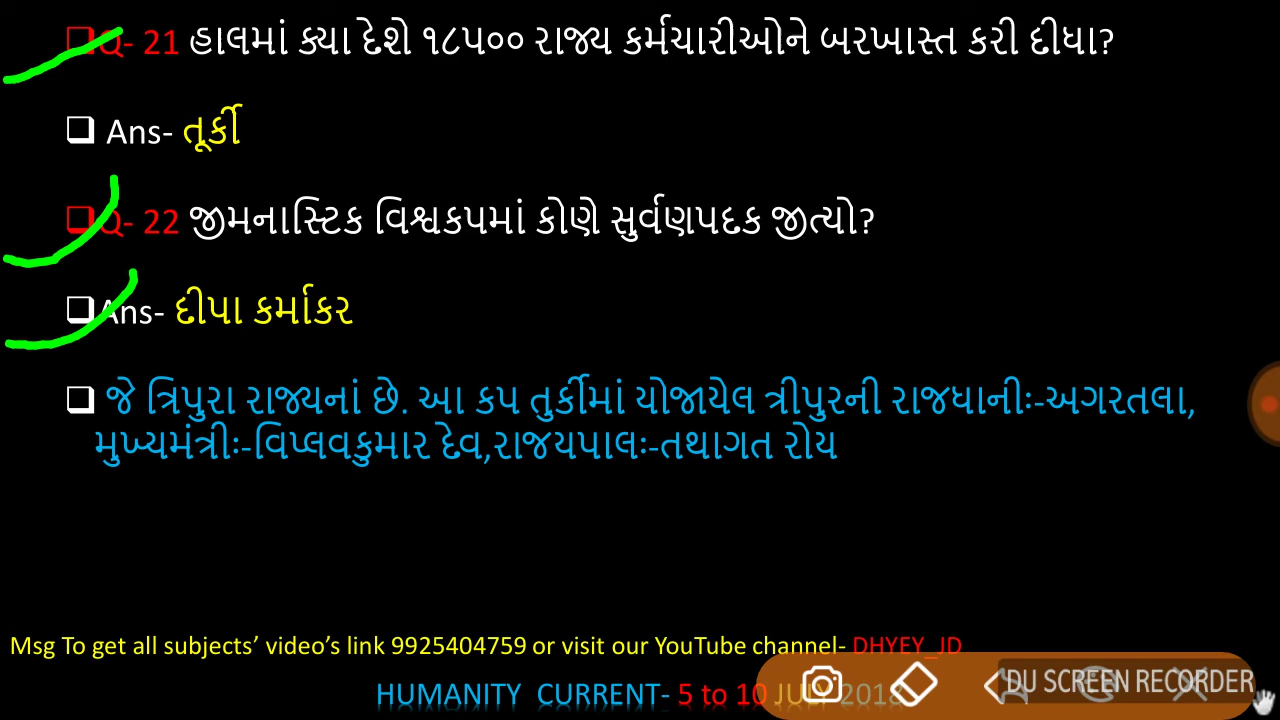 Q- 21 હાલમાં ક્યા દેશે ૧૮૫૦૦ રાજ્ય કર્મચારીઓને બરખાસ્ત કરી દીધા?
Ans- તૂર્કી
Q- 22 જીમનાસ્ટિક વિશ્વકપમાં કોણે સુર્વણપદક જીત્યો?
Ans- દીપા કર્માકર
જે ત્રિપુરા રાજ્યનાં છે. આ કપ તુર્કીમાં યોજાયેલ ત્રીપુરની રાજધાનીઃ-અગરતલા,
મુખ્યમંત્રીઃ-વિપ્લવકુમાર દેવ,રાજયપાલઃ-તથાગત રોય
Msg To get all subjects’ video’s link 9925404759 or visit our YouTube channel- DHYEY_JD
HUMANITY CURRENT- 5 to 10 JULY 2018
DU SCREEN RECORDER